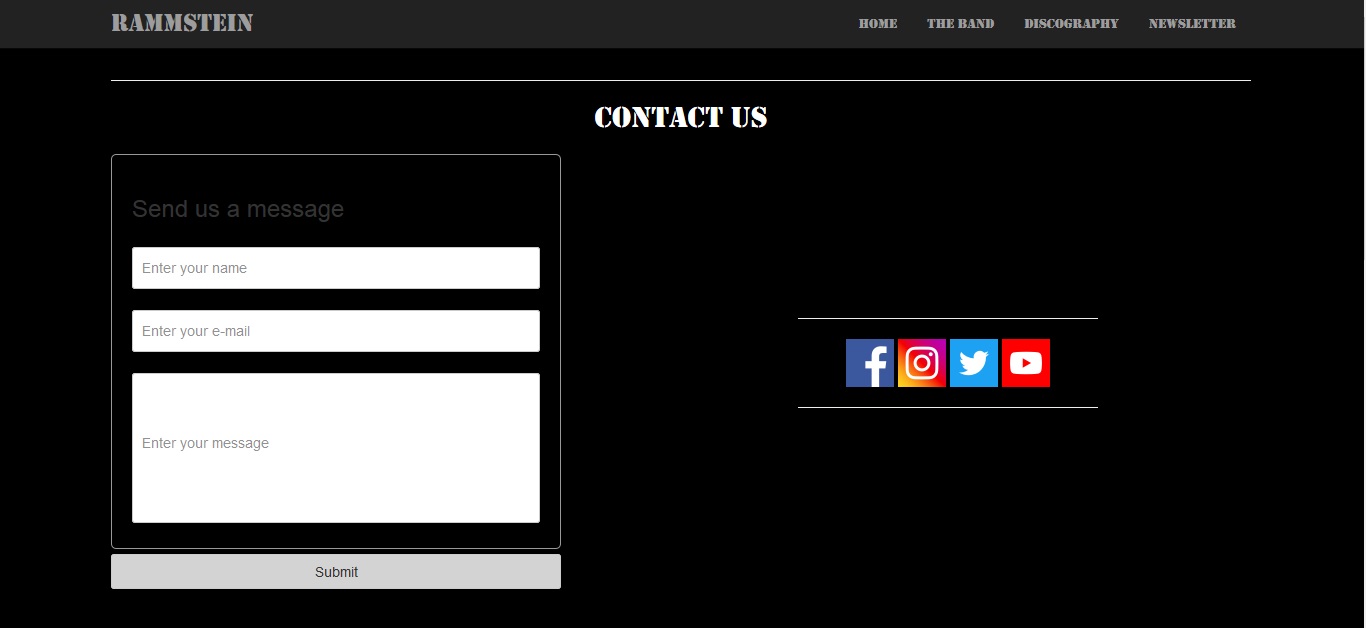 RAMMSTEIN
HOME THE BAND DISCOGRAPHY NEWSLETTER
CONTACT US
Send us a message
Enter your name
Enter your e-mail
Enter your message
Submit